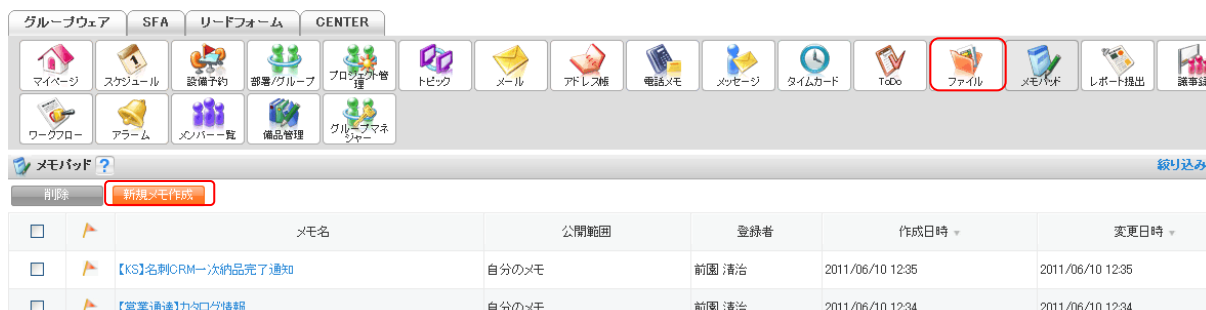 グループウェア SFA リードフォーム CENTER
マイページ スケジュール 設備予約 部署/グループ プロジェクト管理 トピック メール アドレス帳 電話メモ メッセージ タイムカード ToDo ファイル メモパッド レポート提出 議事録
ワークフロー アラーム メンバー一覧 備品管理 グループマネジャー
メモパッド ? 絞り込み
削除 新規メモ作成
メモ名 公開範囲 登録者 作成日時 変更日時
【KS】名刺CRM一次納品完了通知 自分のメモ 前園 清治 2011/06/10 12:35 2011/06/10 12:35
【営業通達】カタログ情報 自分のメモ 前園 清治 2011/06/10 12:34 2011/06/10 12:34